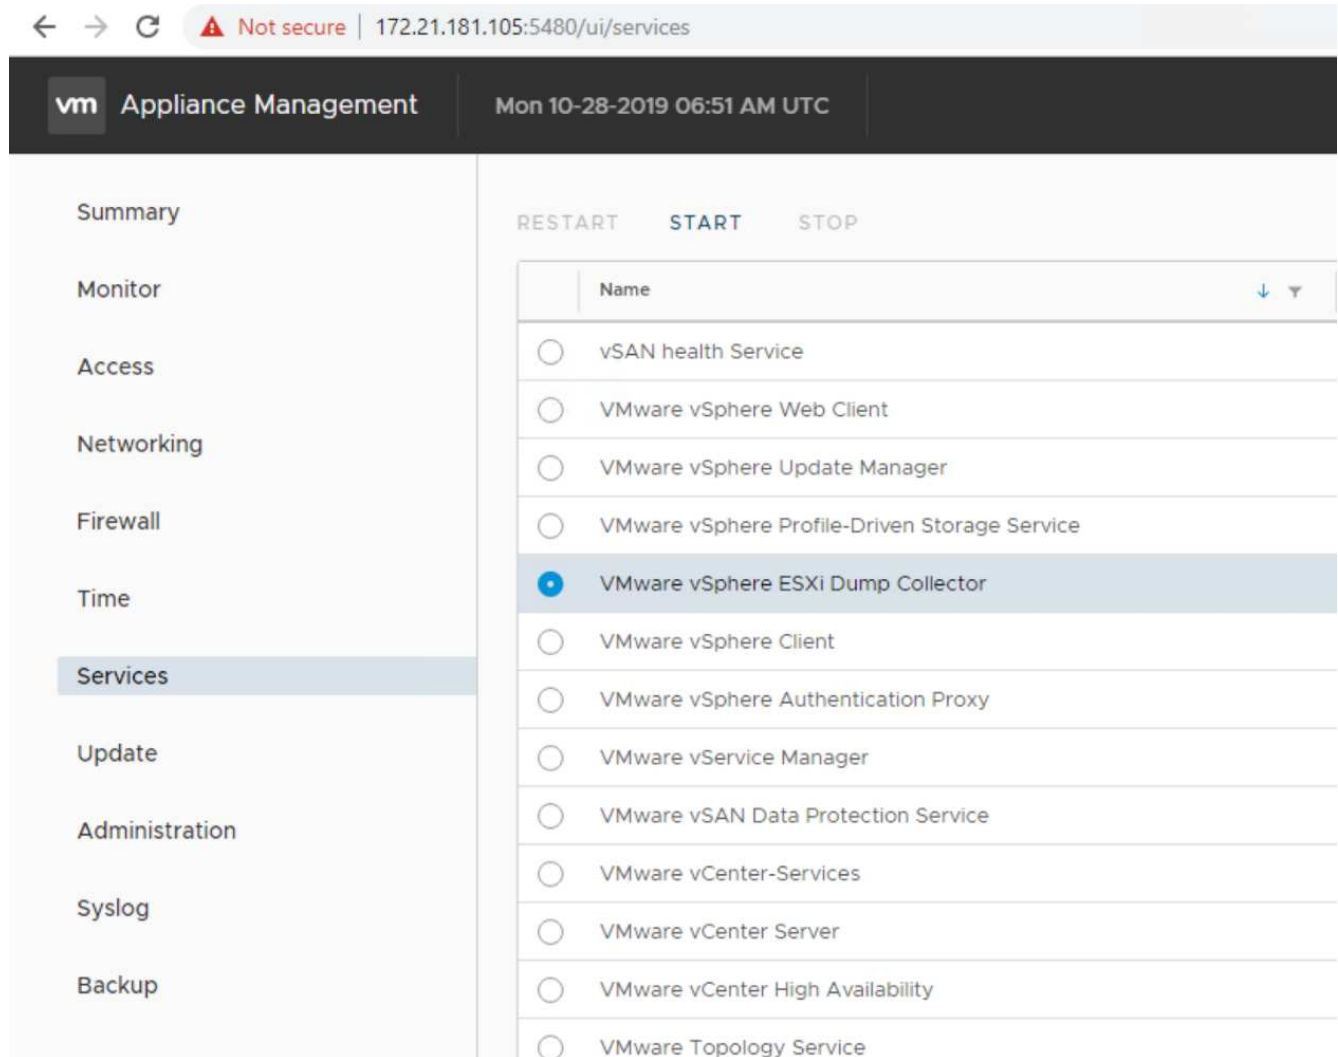 Not secure | 172.21.181.105:5480/ui/services
vm Appliance Management Mon 10-28-2019 06:51 AM UTC
Summary
Monitor
Access
Networking
Firewall
Time
Services
Update
Administration
Syslog
Backup
RESTART START STOP
Name
vSAN health Service
VMware vSphere Web Client
VMware vSphere Update Manager
VMware vSphere Profile-Driven Storage Service
VMware vSphere ESXi Dump Collector
VMware vSphere Client
VMware vSphere Authentication Proxy
VMware vService Manager
VMware vSAN Data Protection Service
VMware vCenter-Services
VMware vCenter Server
VMware vCenter High Availability
VMware Topology Service